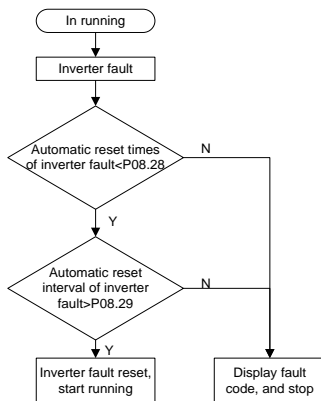 In running
Inverter fault
Automatic reset times
of inverter fault<P08.28
N
Y
Automatic reset
interval of inverter
fault>P08.29
N
Y
Inverter fault reset,
start running
Display fault
code, and stop